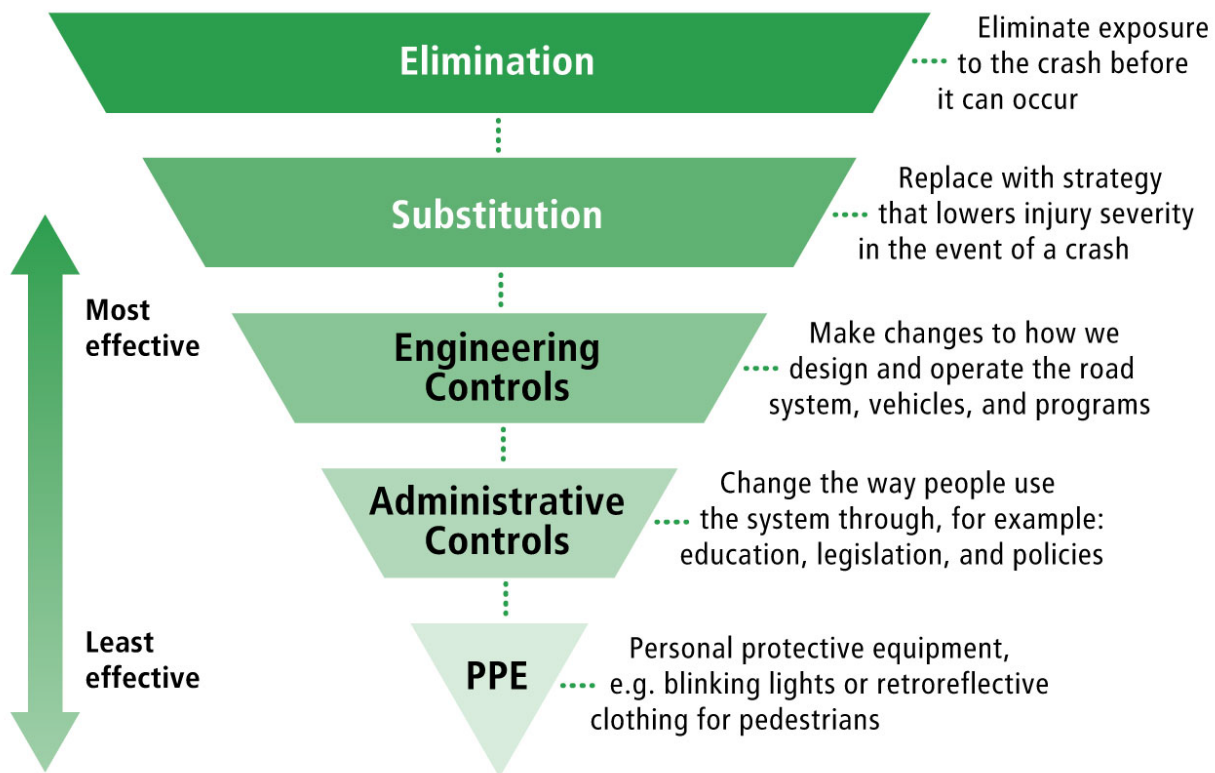 Elimination
Eliminate exposure
to the crash before
it can occur
Substitution
Replace with strategy
that lowers injury severity
in the event of a crash
Most
effective
Engineering
Controls
Make changes to how we
design and operate the road
system, vehicles, and programs
Administrative
Controls
Change the way people use
the system through, for example:
education, legislation, and policies
Least
effective
PPE
Personal protective equipment,
e.g. blinking lights or retroreflective
clothing for pedestrians